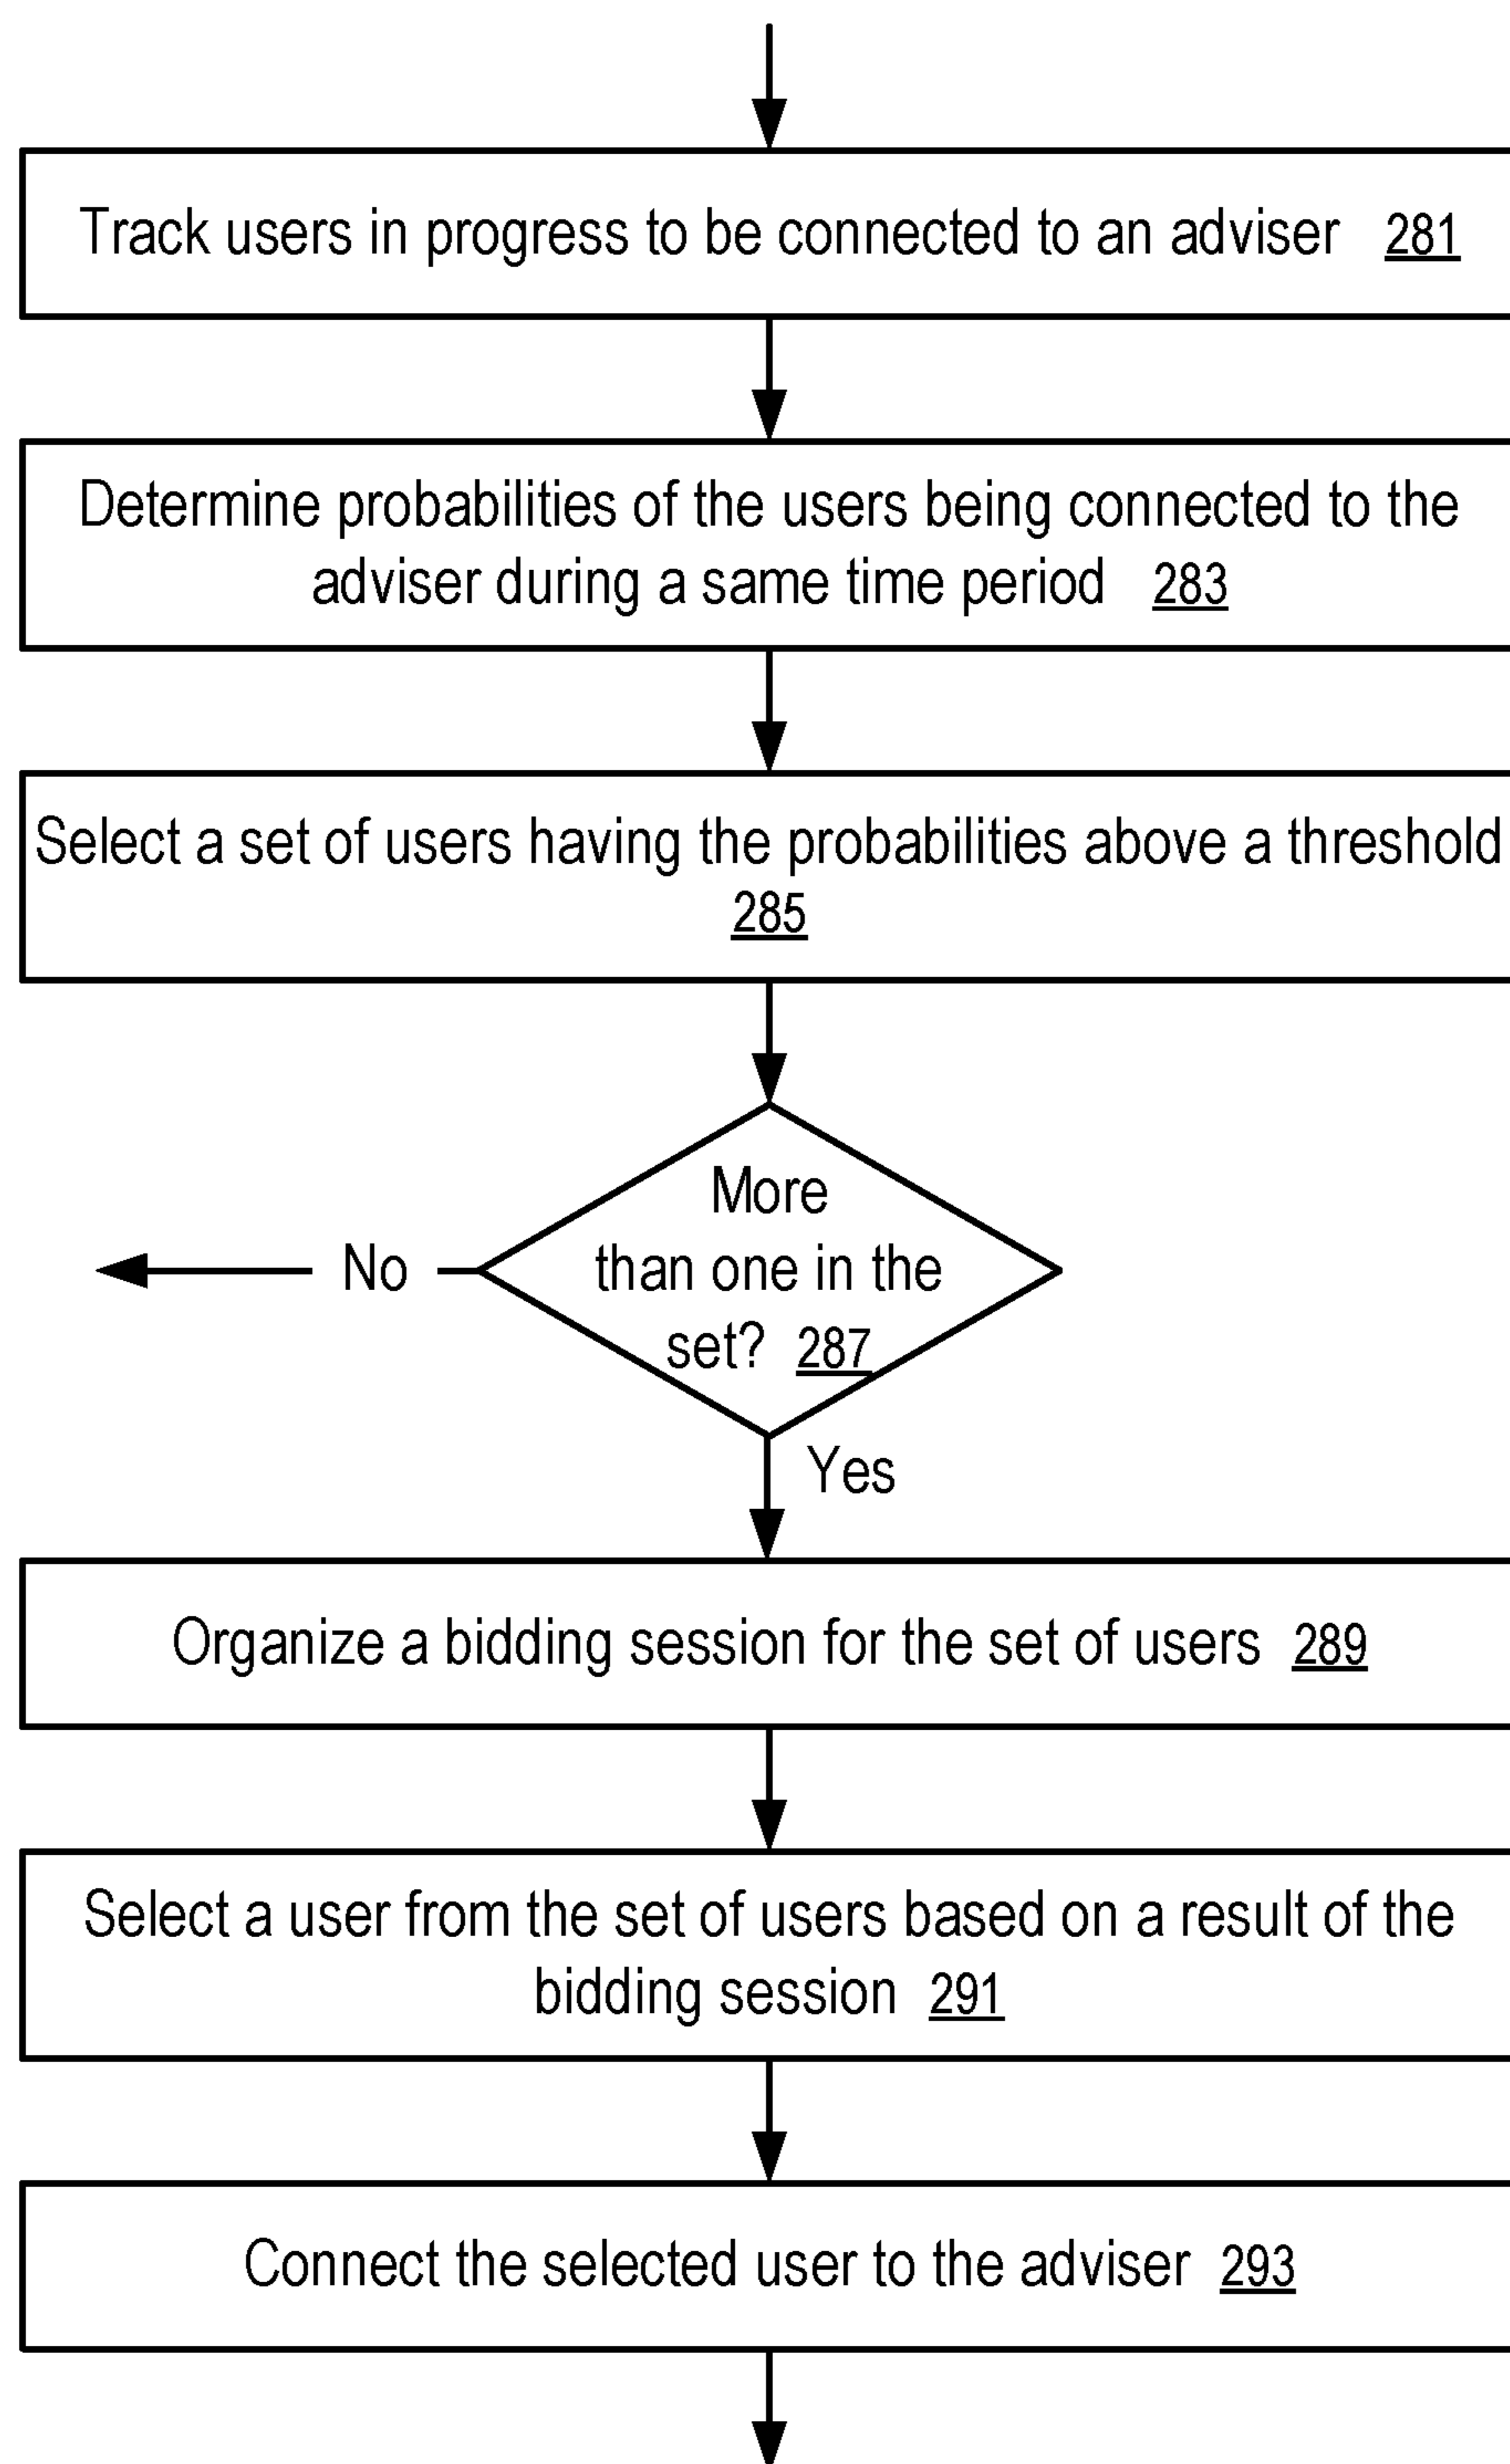 Track users in progress to be connected to an adviser 281
Determine probabilities of the users being connected to the
adviser during a same time period 283
Select a set of users having the probabilities above a threshold
285
More
than one in the
set? 287
No
Yes
Organize a bidding session for the set of users 289
Select a user from the set of users based on a result of the
bidding session 291
Connect the selected user to the adviser 293